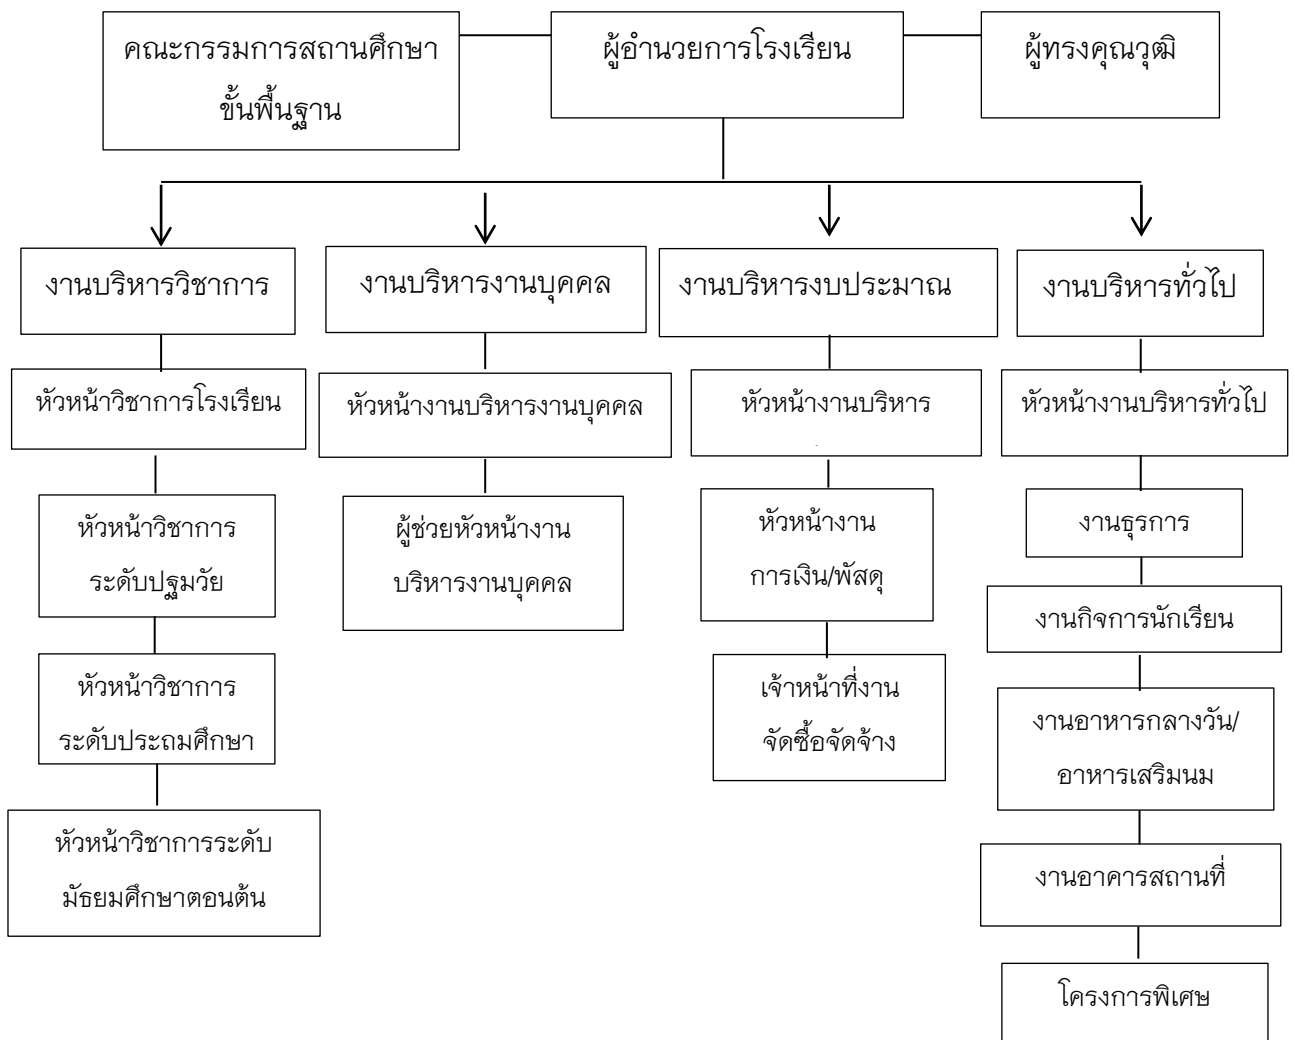 คณะกรรมการสถานศึกษา
ขั้นพื้นฐาน
ผู้อำนวยการโรงเรียน
ผู้ทรงคุณวุฒิ
งานบริหารวิชาการ
งานบริหารงานบุคคล
งานบริหารงบประมาณ
งานบริหารทั่วไป
หัวหน้าวิชาการโรงเรียน
หัวหน้างานบริหารงานบุคคล
หัวหน้างานบริหาร
หัวหน้างานบริหารทั่วไป
หัวหน้าวิชาการ
ระดับปฐมวัย
ผู้ช่วยหัวหน้างาน
บริหารงานบุคคล
หัวหน้างาน
การเงิน/พัสดุ
งานธุรการ
งานกิจการนักเรียน
หัวหน้าวิชาการ
ระดับประถมศึกษา
เจ้าหน้าที่งาน
จัดซื้อจัดจ้าง
งานอาหารกลางวัน/
อาหารเสริมนม
หัวหน้าวิชาการระดับ
มัธยมศึกษาตอนต้น
งานอาคารสถานที่
โครงการพิเศษ